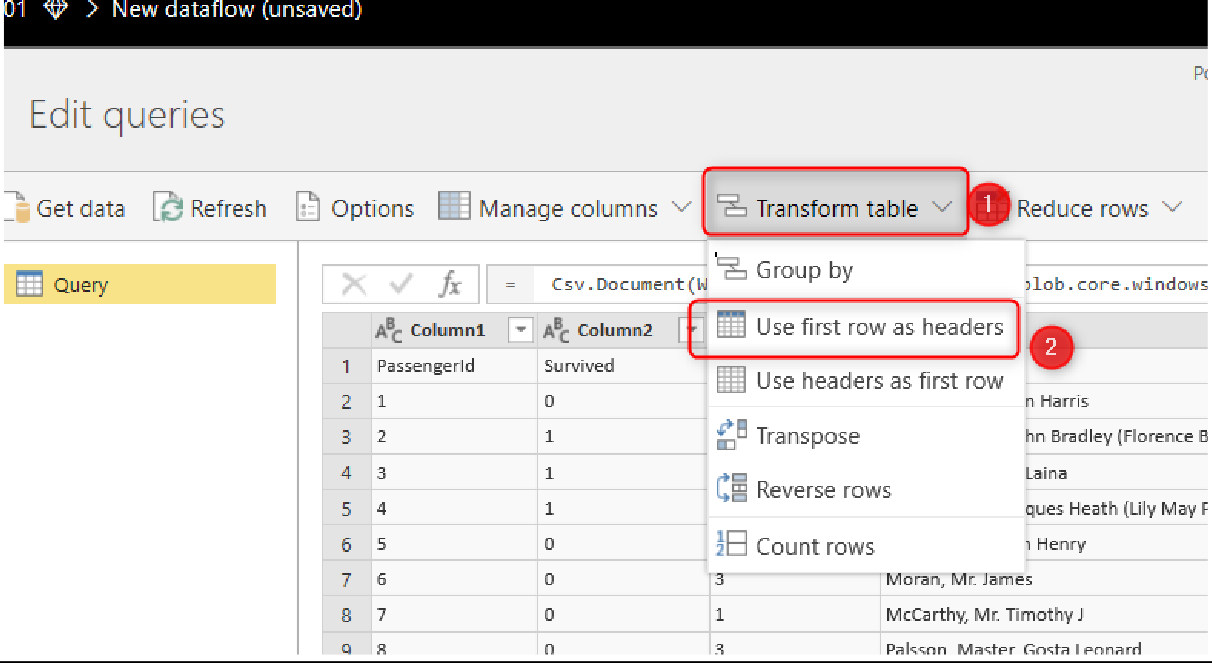 01 > New dataflow (unsaved)
Po
Edit queries
Get data Refresh Options Manage columns Transform table 1 Reduce rows
Group by
Query
fx = Csv.Document(W blob.core.windows
Use first row as headers
ABC Column1 ABC Column2
2
1 PassengerId Survived
Use headers as first row
2 1 0 n Harris
3 2 1 hn Bradley (Florence B
Transpose
4 3 1 Laina
Reverse rows
5 4 1 ques Heath (Lily May P
6 5 0 n Henry
Count rows
7 6 0 3 Moran, Mr. James
8 7 0 1 McCarthy, Mr. Timothy J
9 8 0 3 Palsson, Master. Gosta Leonard